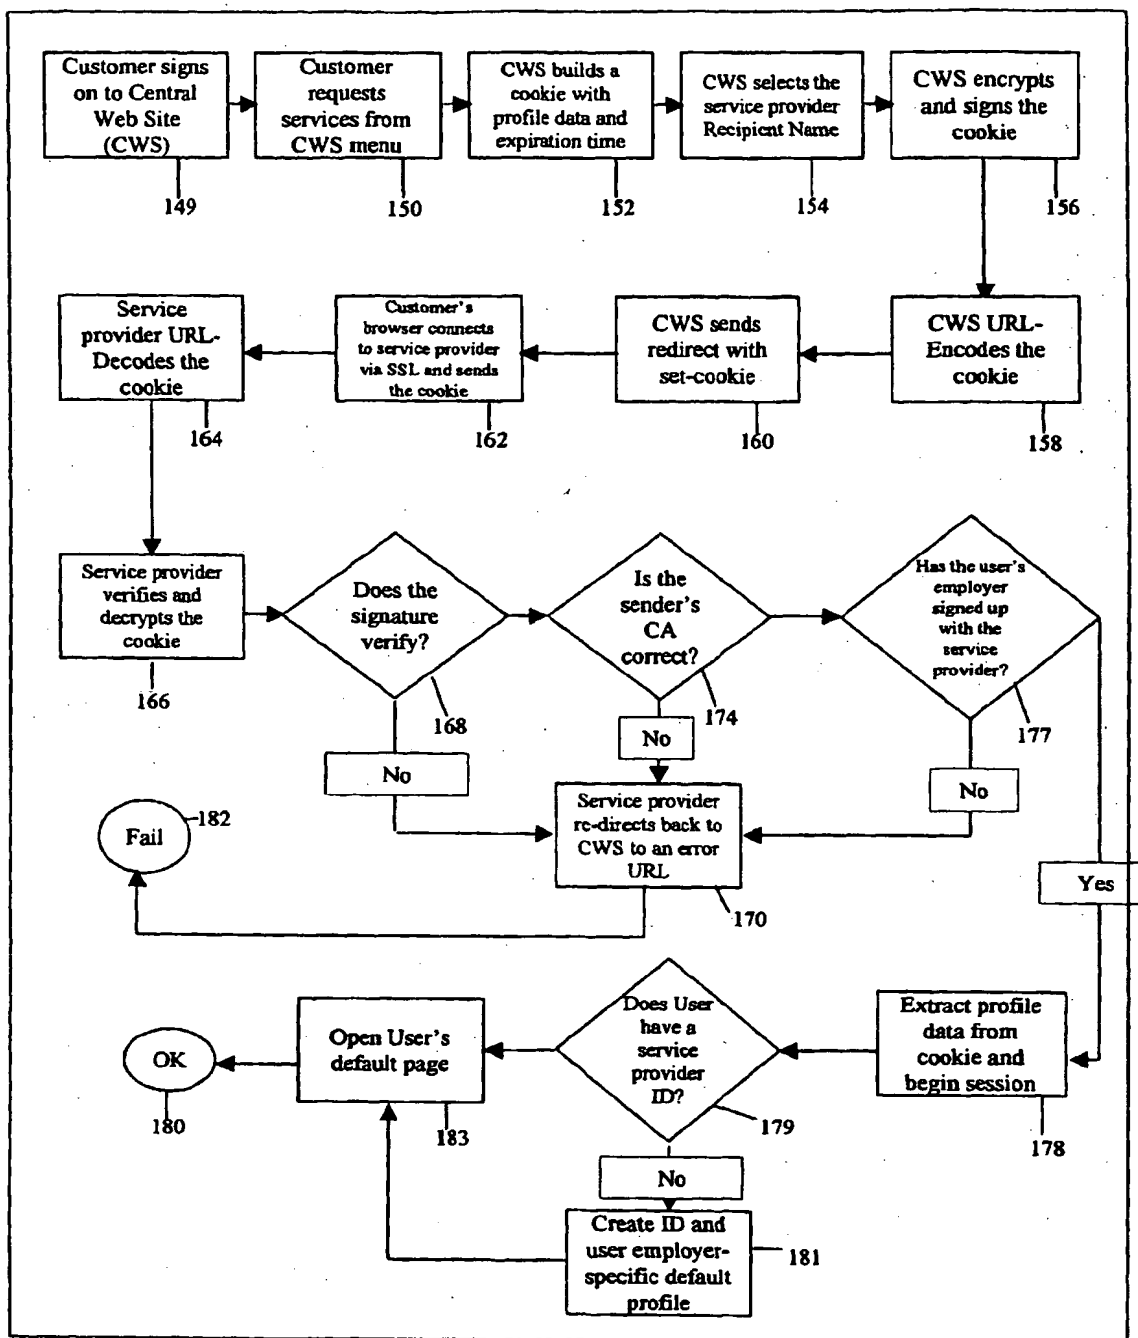 Customer signs
on to Central
Web Site
(CWS)
149
Customer
requests
services from
CWS menu
150
CWS builds a
cookie with
profile data and
expiration time
152
CWS selects the
service provider
Recipient Name
154
CWS encrypts
and signs the
cookie
156
Service
provider URL-
Decodes the
cookie
164
Customer's
browser connects
to service provider
via SSL and sends
the cookie
162
CWS sends
redirect with
set-cookie
160
CWS URL-
Encodes the
cookie
158
Service provider
verifies and
decrypts the
cookie
166
Does the
signature
verify?
168
No
Is the
sender's
CA
correct?
174
No
Has the user's
employer
signed up
with the
service
provider?
177
No
Fail
182
Service provider
re-directs back to
CWS to an error
URL
170
Yes
OK
180
Open User's
default page
183
Does User
have a
service
provider
ID?
179
No
Extract profile
data from
cookie and
begin session
178
Create ID and
user employer-
specific default
profile
181